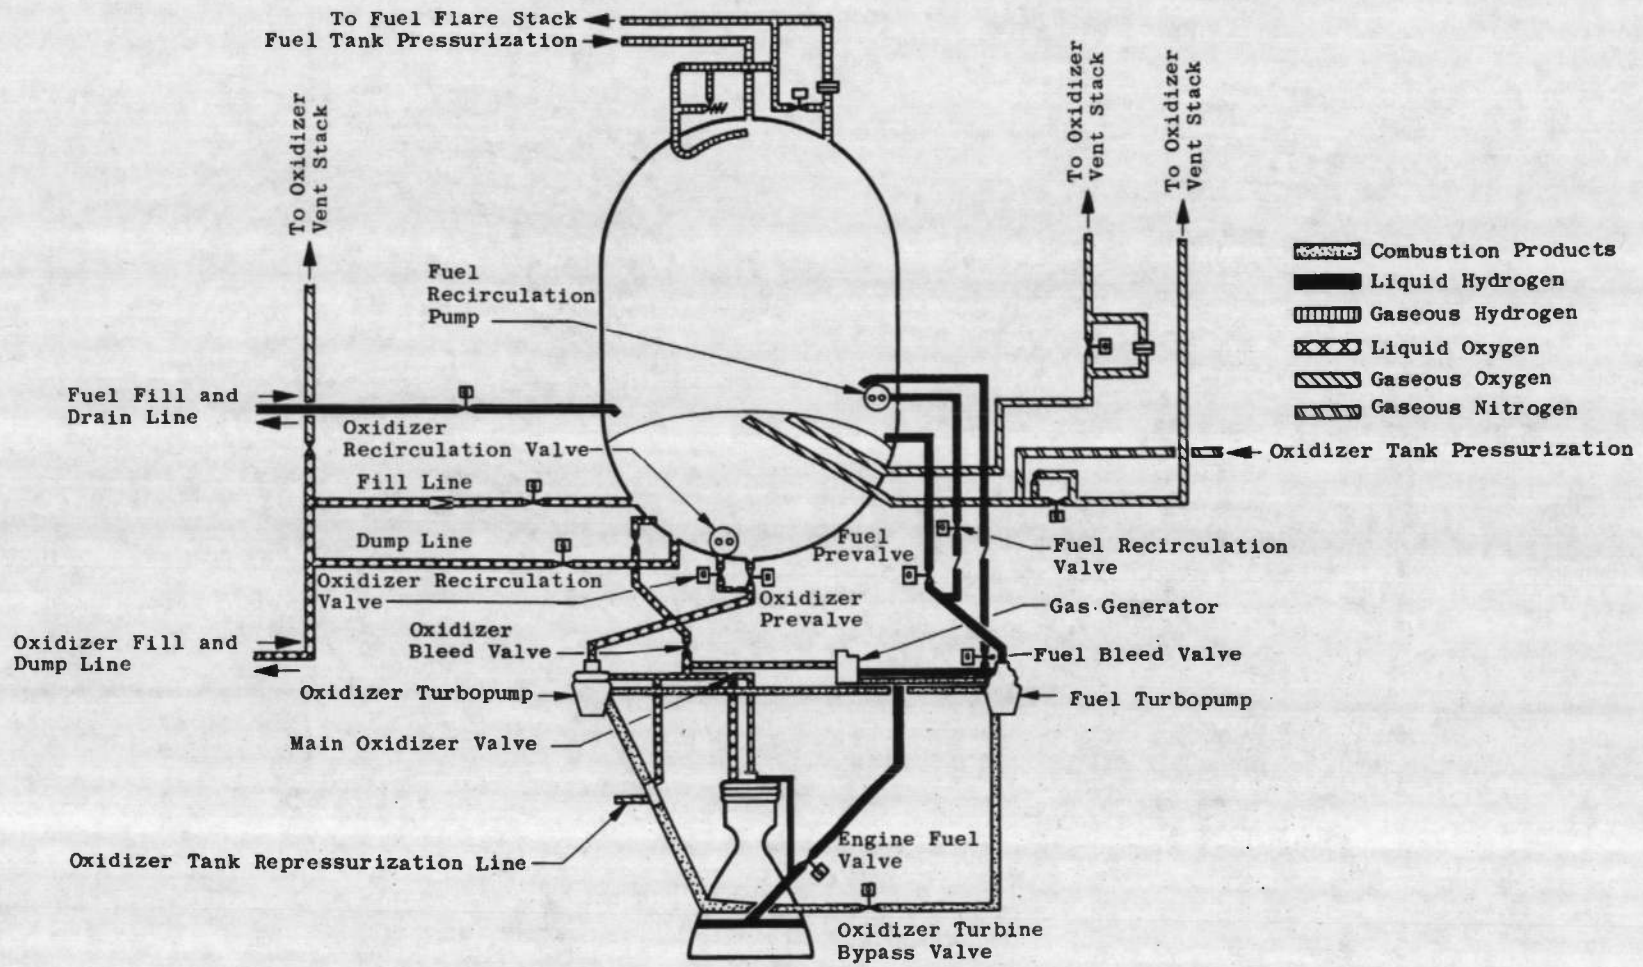 To Fuel Flare Stack
Fuel Tank Pressurization
To Oxidizer
Vent Stack
To Oxidizer
Vent Stack
To Oxidizer
Vent Stack
Combustion Products
Liquid Hydrogen
Gaseous Hydrogen
Liquid Oxygen
Gaseous Oxygen
Gaseous Nitrogen
Fuel
Recirculation
Pump
Fuel Fill and
Drain Line
Oxidizer
Recirculation Valve
Oxidizer Tank Pressurization
Fill Line
Dump Line
Fuel
Prevalve
Fuel Recirculation
Valve
Oxidizer Recirculation
Valve
Oxidizer
Prevalve
Gas Generator
Oxidizer Fill and
Dump Line
Oxidizer
Bleed Valve
Fuel Bleed Valve
Oxidizer Turbopump
Fuel Turbopump
Main Oxidizer Valve
Oxidizer Tank Repressurization Line
Engine Fuel
Valve
Oxidizer Turbine
Bypass Valve